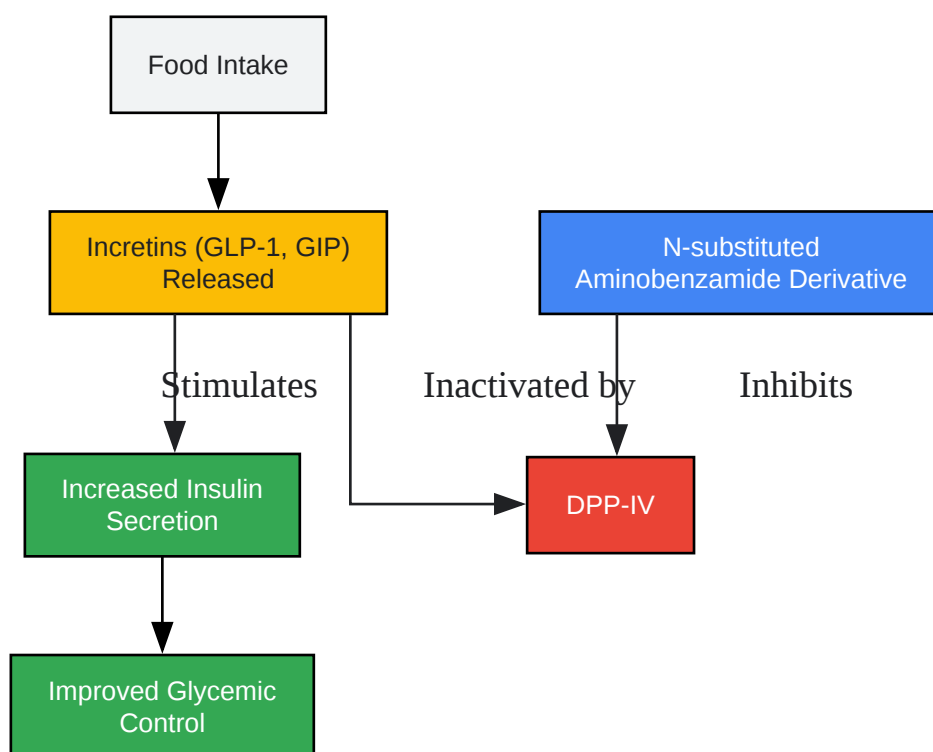 Food Intake
Incretins (GLP-1, GIP)
Released
N-substituted
Aminobenzamide Derivative
Stimulates
Inactivated by
Inhibits
Increased Insulin
Secretion
DPP-IV
Improved Glycemic
Control